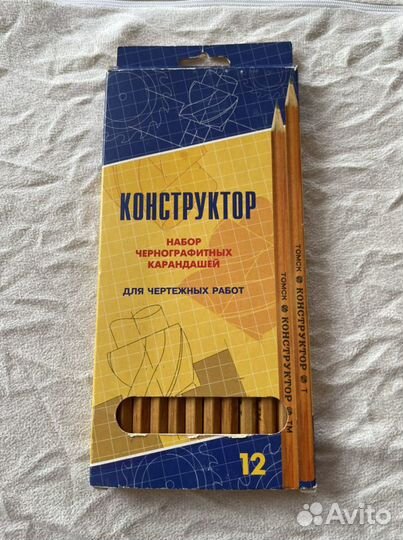 КОНСТРУКТОР
НАБОР
ЧЕРНОГРАФИТНЫХ
КАРАНДАШЕЙ
ДЛЯ ЧЕРТЕЖНЫХ РАБОТ
ТОМСК КОНСТРУКТОР ТМ
ТОМСК КОНСТРУКТОР Т
12
Avito